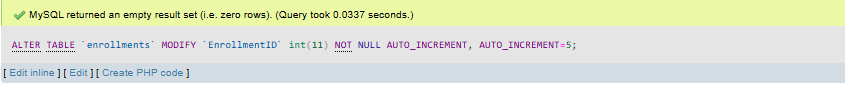 MySQL returned an empty result set (i.e. zero rows). (Query took 0.0337 seconds.)
ALTER TABLE `enrollments` MODIFY `EnrollmentID` int(11) NOT NULL AUTO_INCREMENT, AUTO_INCREMENT=5;
[ Edit inline ] [ Edit ] [ Create PHP code ]